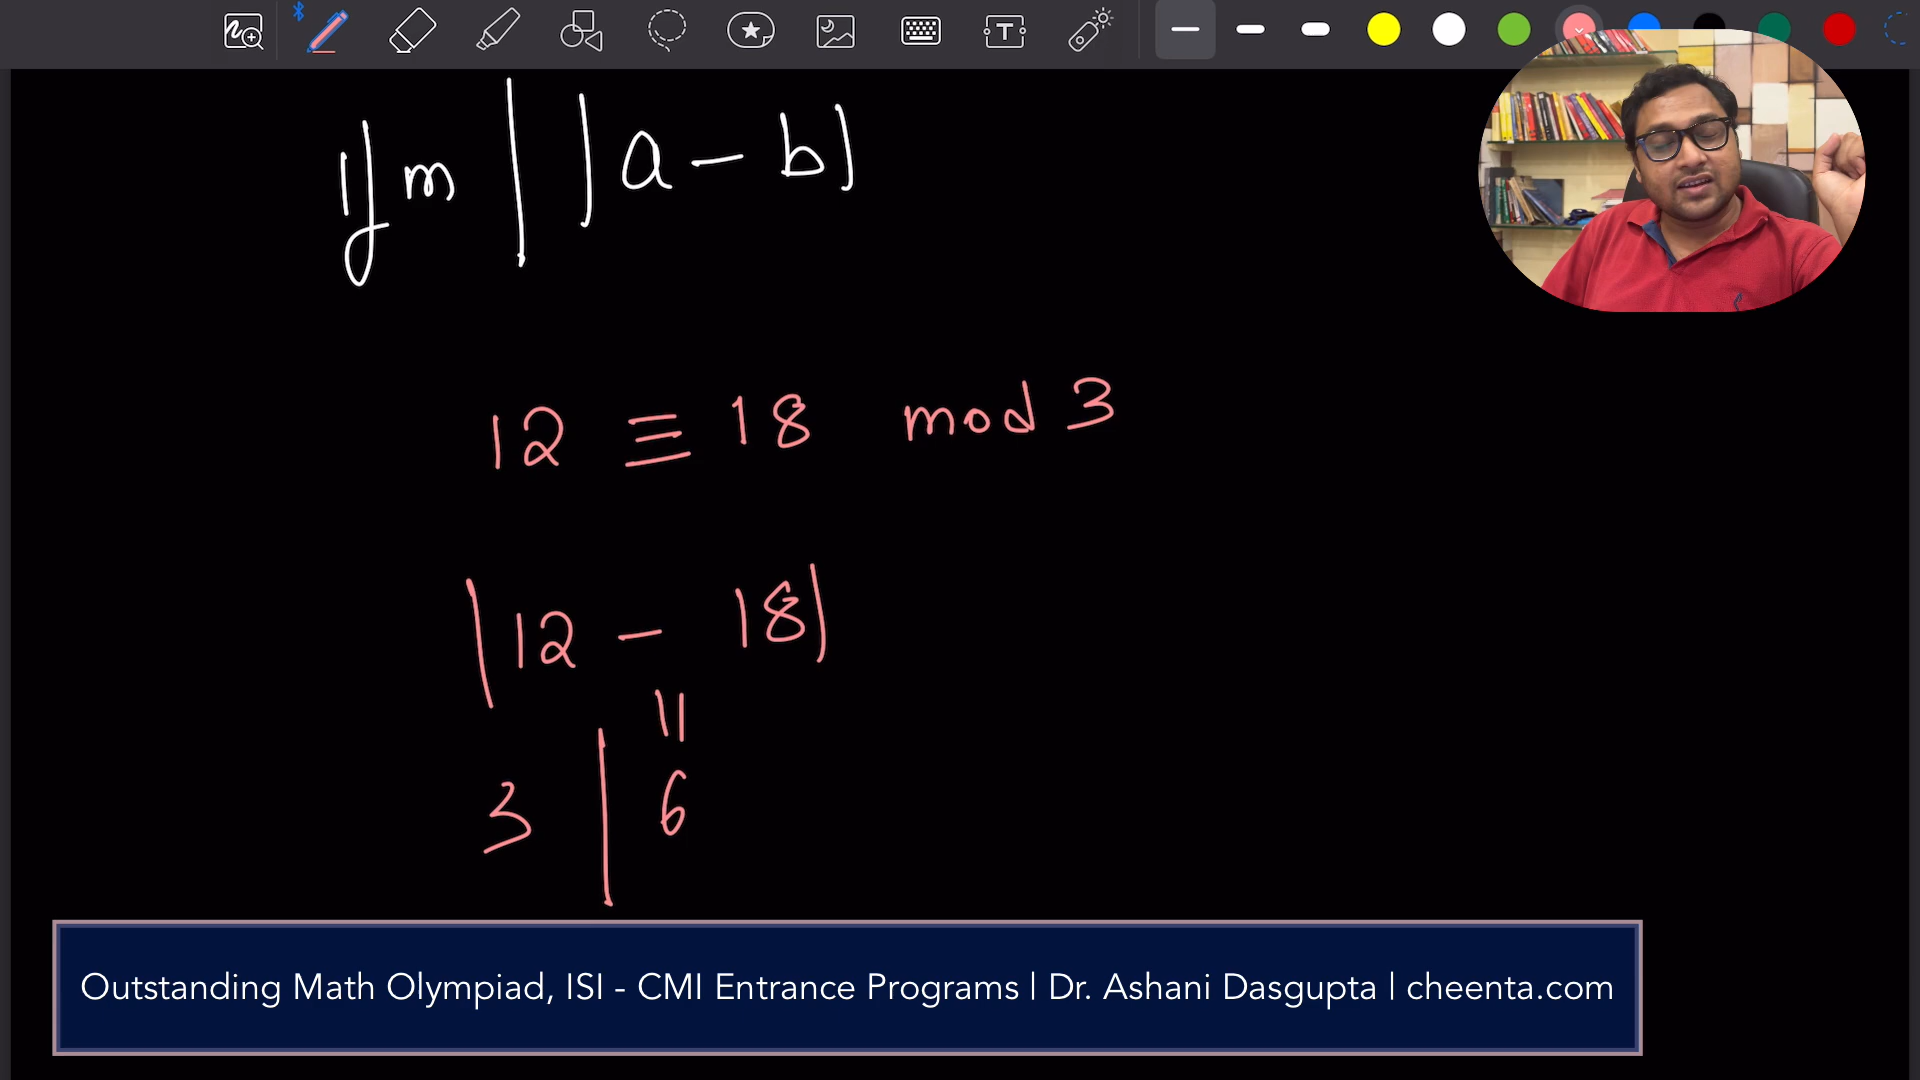 if m | |a - b|
12 ≡ 18 mod 3
|12 - 18|
||
3 | 6
Outstanding Math Olympiad, ISI - CMI Entrance Programs | Dr. Ashani Dasgupta | cheenta.com